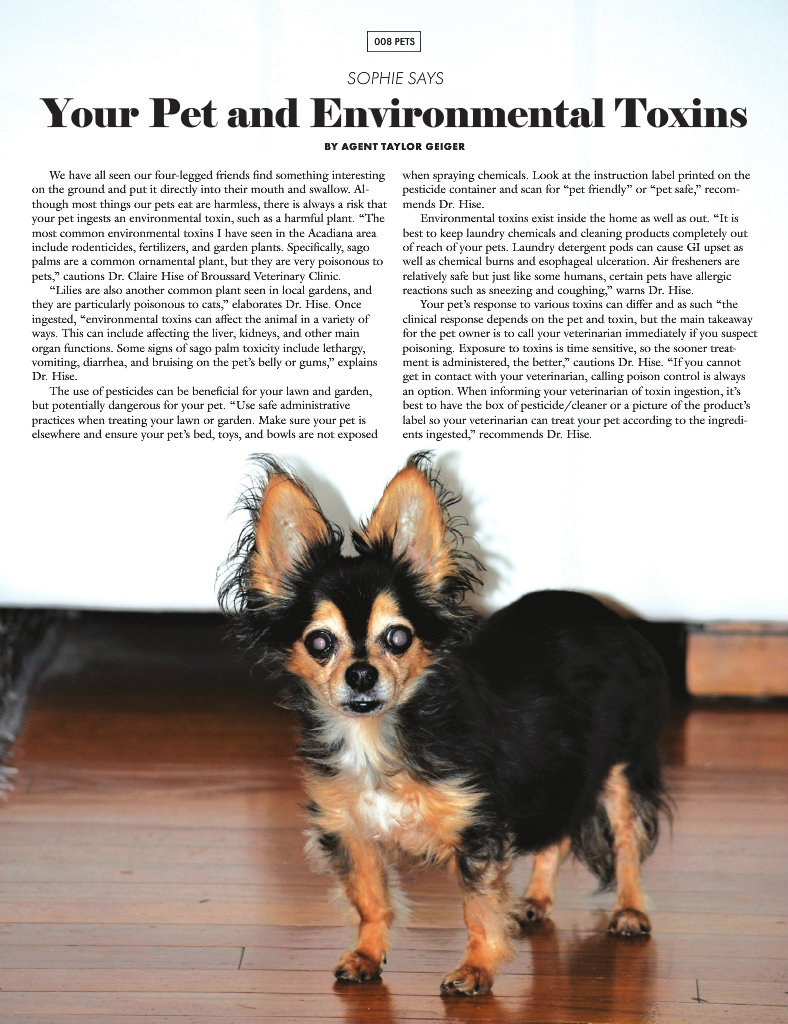 008 PETS
SOPHIE SAYS
Your Pet and Environmental Toxins
BY AGENT TAYLOR GEIGER
We have all seen our four-legged friends find something interesting
on the ground and put it directly into their mouth and swallow. Al-
though most things our pets eat are harmless, there is always a risk that
your pet ingests an environmental toxin, such as a harmful plant. “The
most common environmental toxins I have seen in the Acadiana area
include rodenticides, fertilizers, and garden plants. Specifically, sago
palms are a common ornamental plant, but they are very poisonous to
pets,” cautions Dr. Claire Hise of Broussard Veterinary Clinic.
“Lilies are also another common plant seen in local gardens, and
they are particularly poisonous to cats,” elaborates Dr. Hise. Once
ingested, “environmental toxins can affect the animal in a variety of
ways. This can include affecting the liver, kidneys, and other main
organ functions. Some signs of sago palm toxicity include lethargy,
vomiting, diarrhea, and bruising on the pet’s belly or gums,” explains
Dr. Hise.
The use of pesticides can be beneficial for your lawn and garden,
but potentially dangerous for your pet. “Use safe administrative
practices when treating your lawn or garden. Make sure your pet is
elsewhere and ensure your pet’s bed, toys, and bowls are not exposed
when spraying chemicals. Look at the instruction label printed on the
pesticide container and scan for “pet friendly” or “pet safe,” recom-
mends Dr. Hise.
Environmental toxins exist inside the home as well as out. “It is
best to keep laundry chemicals and cleaning products completely out
of reach of your pets. Laundry detergent pods can cause GI upset as
well as chemical burns and esophageal ulceration. Air fresheners are
relatively safe but just like some humans, certain pets have allergic
reactions such as sneezing and coughing,” warns Dr. Hise.
Your pet’s response to various toxins can differ and as such “the
clinical response depends on the pet and toxin, but the main takeaway
for the pet owner is to call your veterinarian immediately if you suspect
poisoning. Exposure to toxins is time sensitive, so the sooner treat-
ment is administered, the better,” cautions Dr. Hise. “If you cannot
get in contact with your veterinarian, calling poison control is always
an option. When informing your veterinarian of toxin ingestion, it’s
best to have the box of pesticide/cleaner or a picture of the product’s
label so your veterinarian can treat your pet according to the ingredi-
ents ingested,” recommends Dr. Hise.